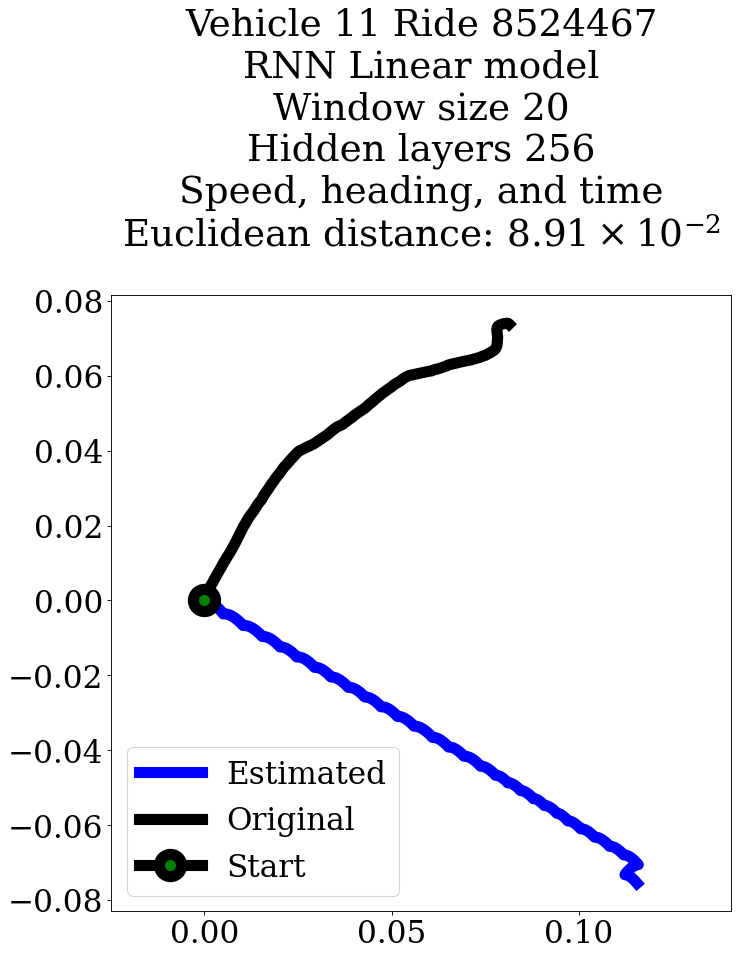 Vehicle 11 Ride 8524467
RNN Linear model
Window size 20
Hidden layers 256
Speed, heading, and time
Euclidean distance: 8.91 × 10⁻²
0.08
0.06
0.04
0.02
0.00
−0.02
−0.04
−0.06
−0.08
Estimated
Original
Start
0.00 0.05 0.10